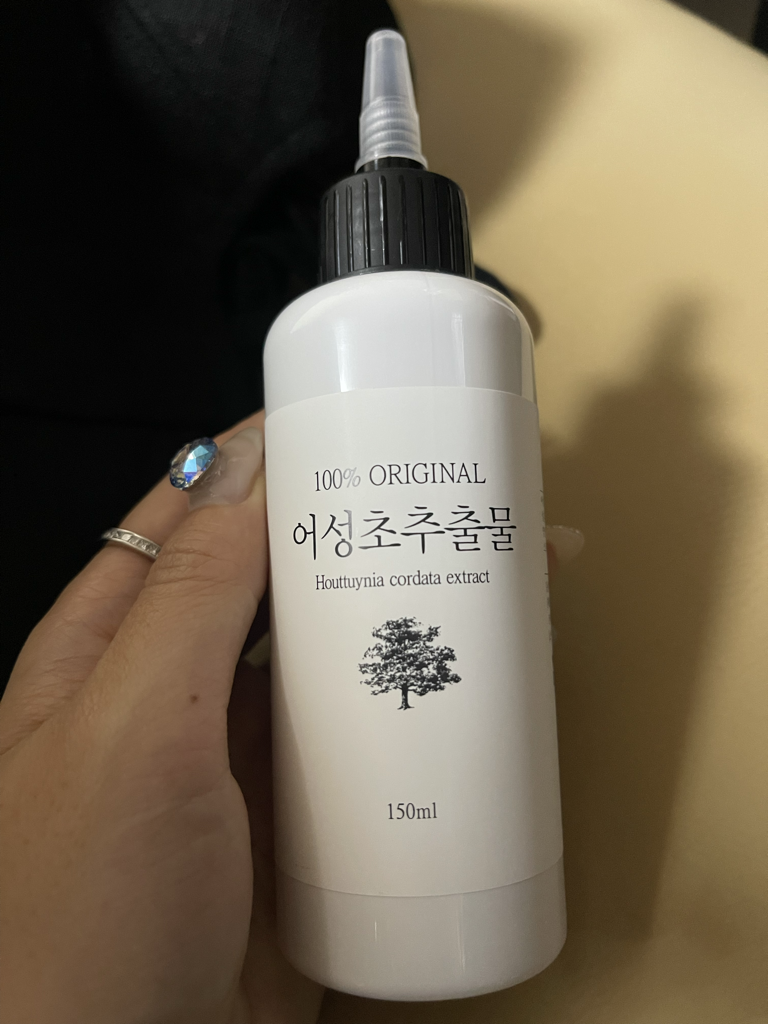 100% ORIGINAL
어성초추출물
Houttuynia cordata extract
150ml